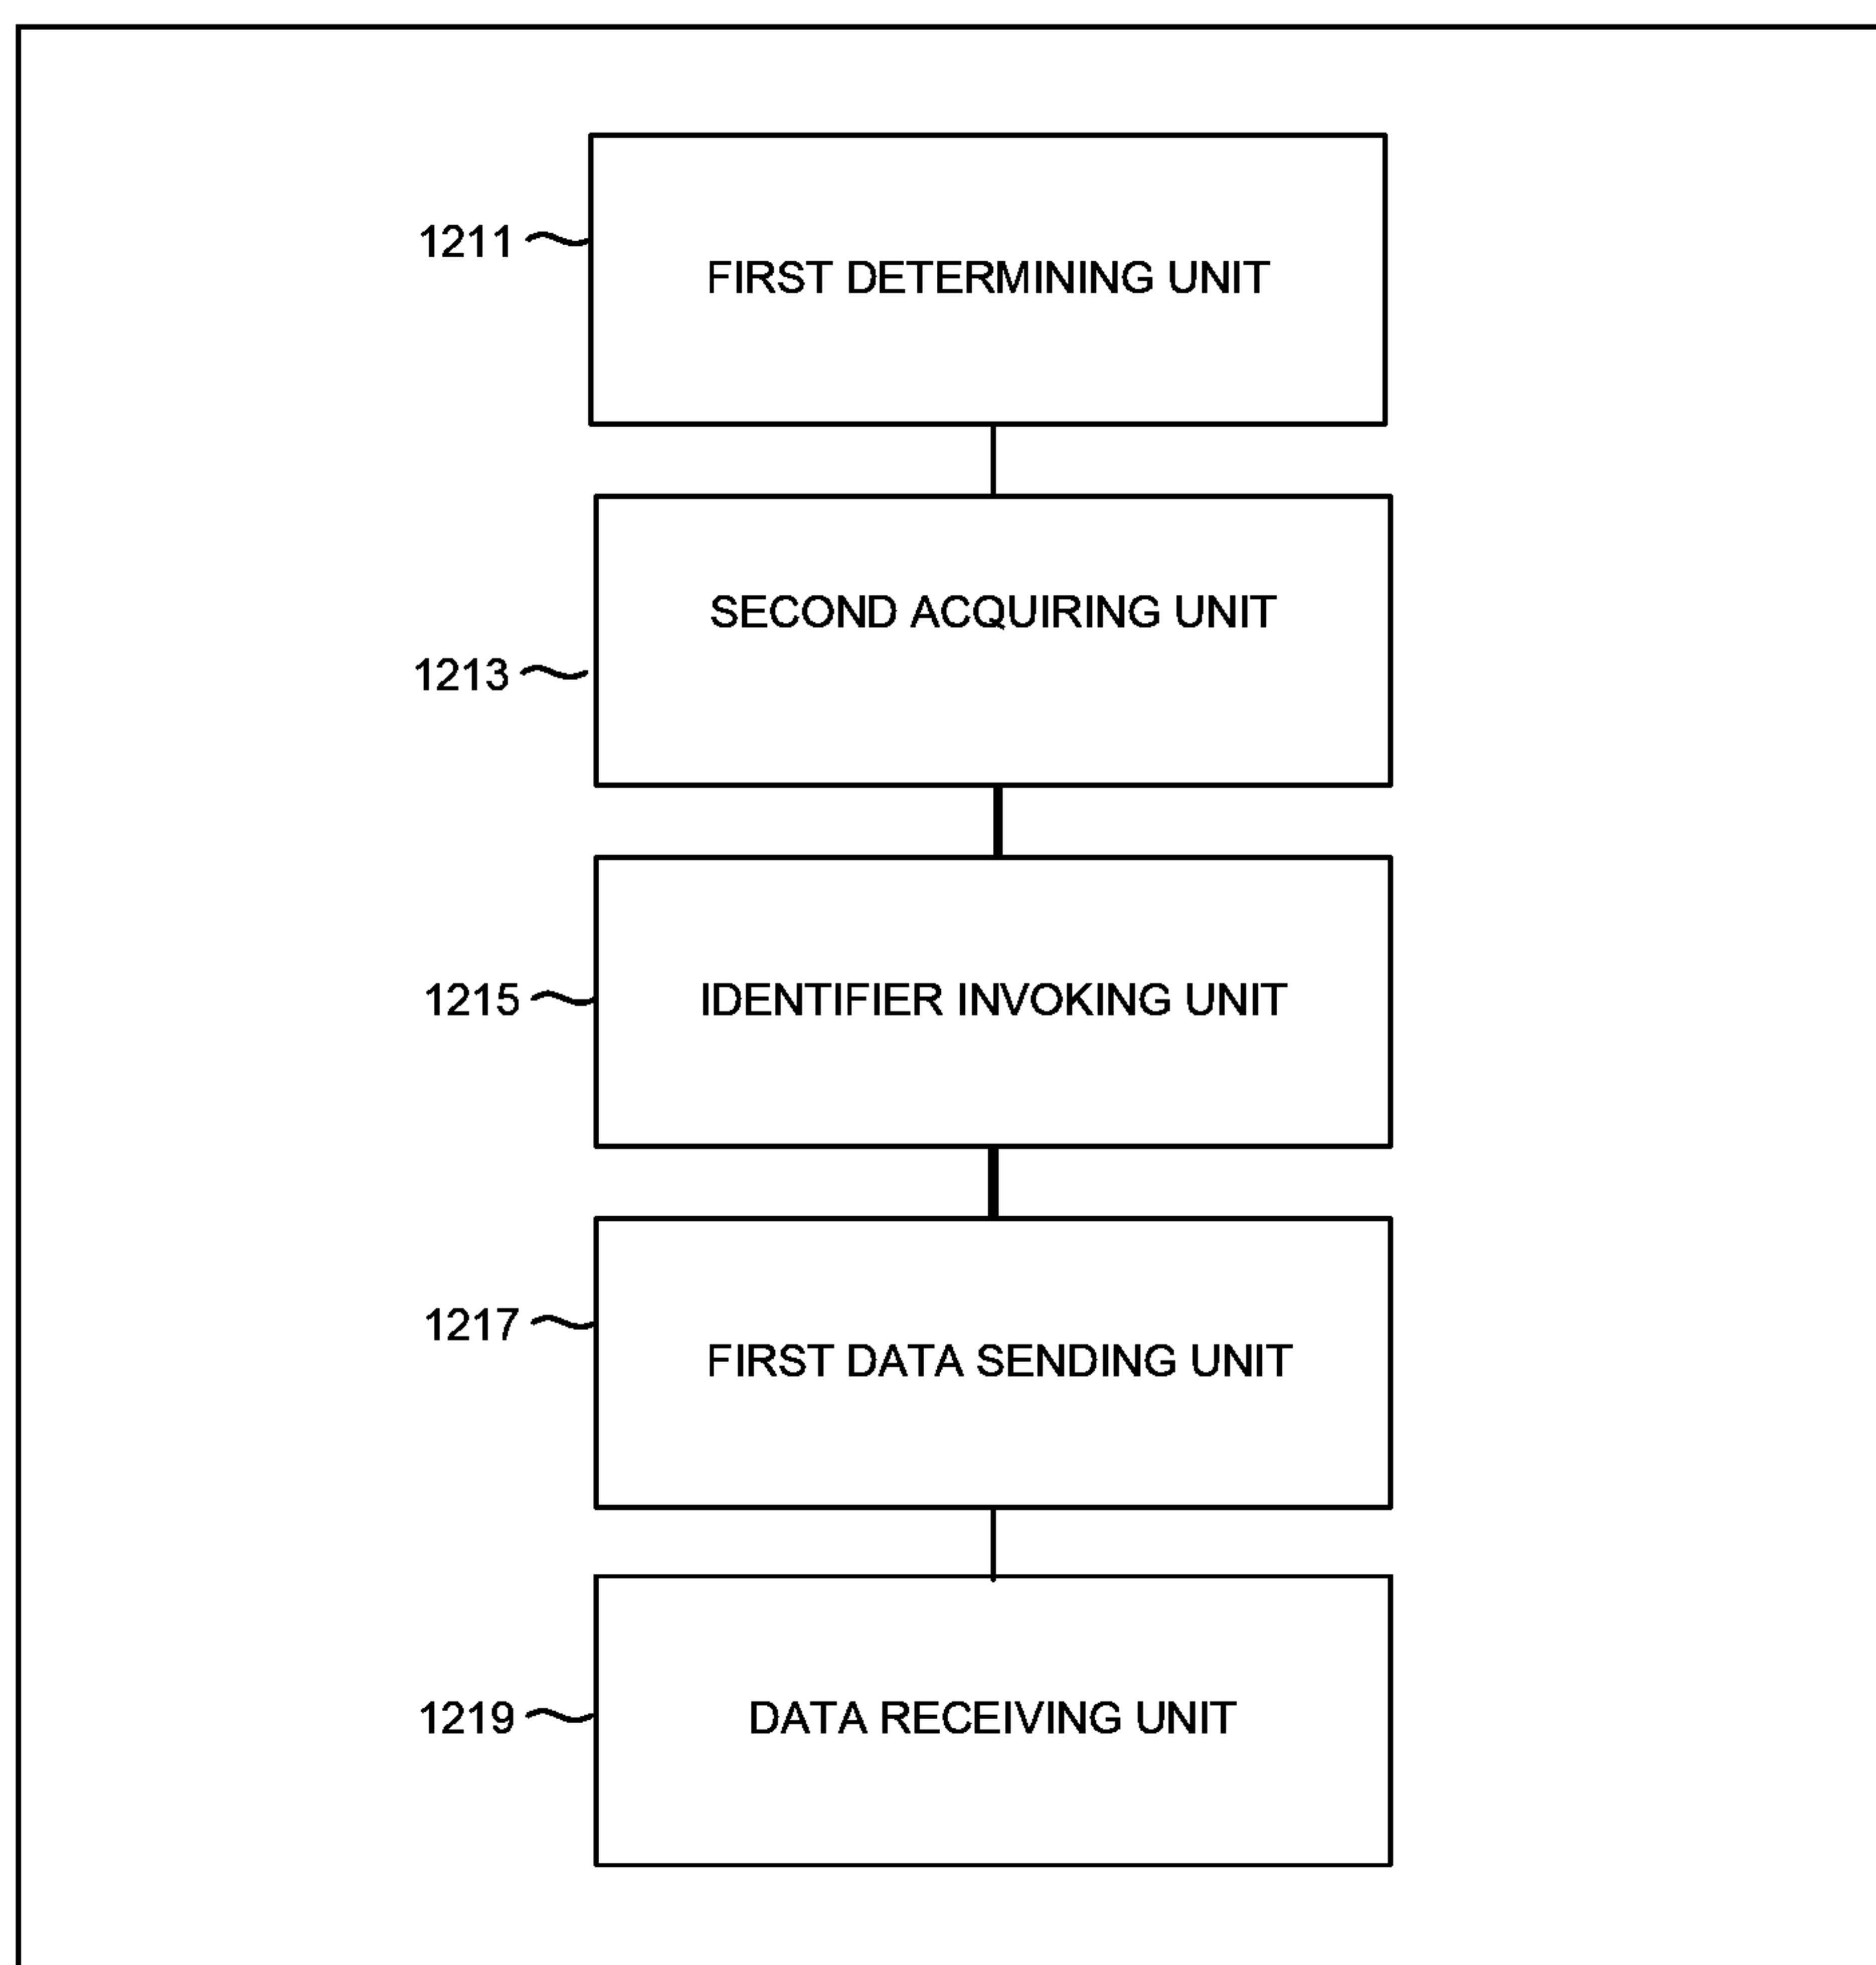 1211
FIRST DETERMINING UNIT
SECOND ACQUIRING UNIT
1213
1215
IDENTIFIER INVOKING UNIT
1217
FIRST DATA SENDING UNIT
1219
DATA RECEIVING UNIT